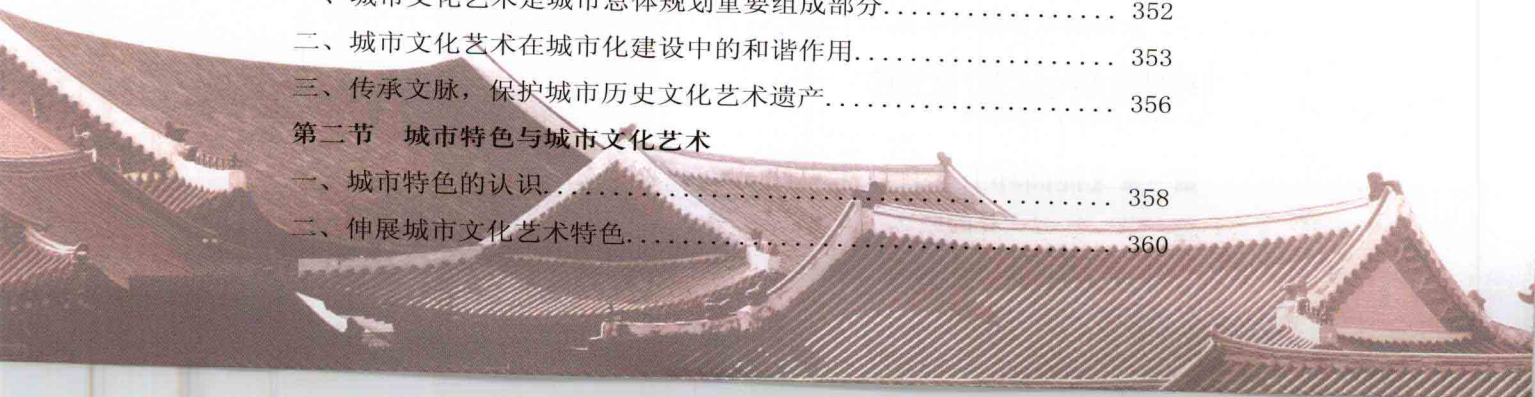 、城市文化艺术是城市总体规划重要组成部分................ 352
二、城市文化艺术在城市化建设中的和谐作用.................. 353
三、传承文脉，保护城市历史文化艺术遗产.................... 356
第二节 城市特色与城市文化艺术
一、城市特色的认识....................................... 358
二、伸展城市文化艺术特色................................. 360